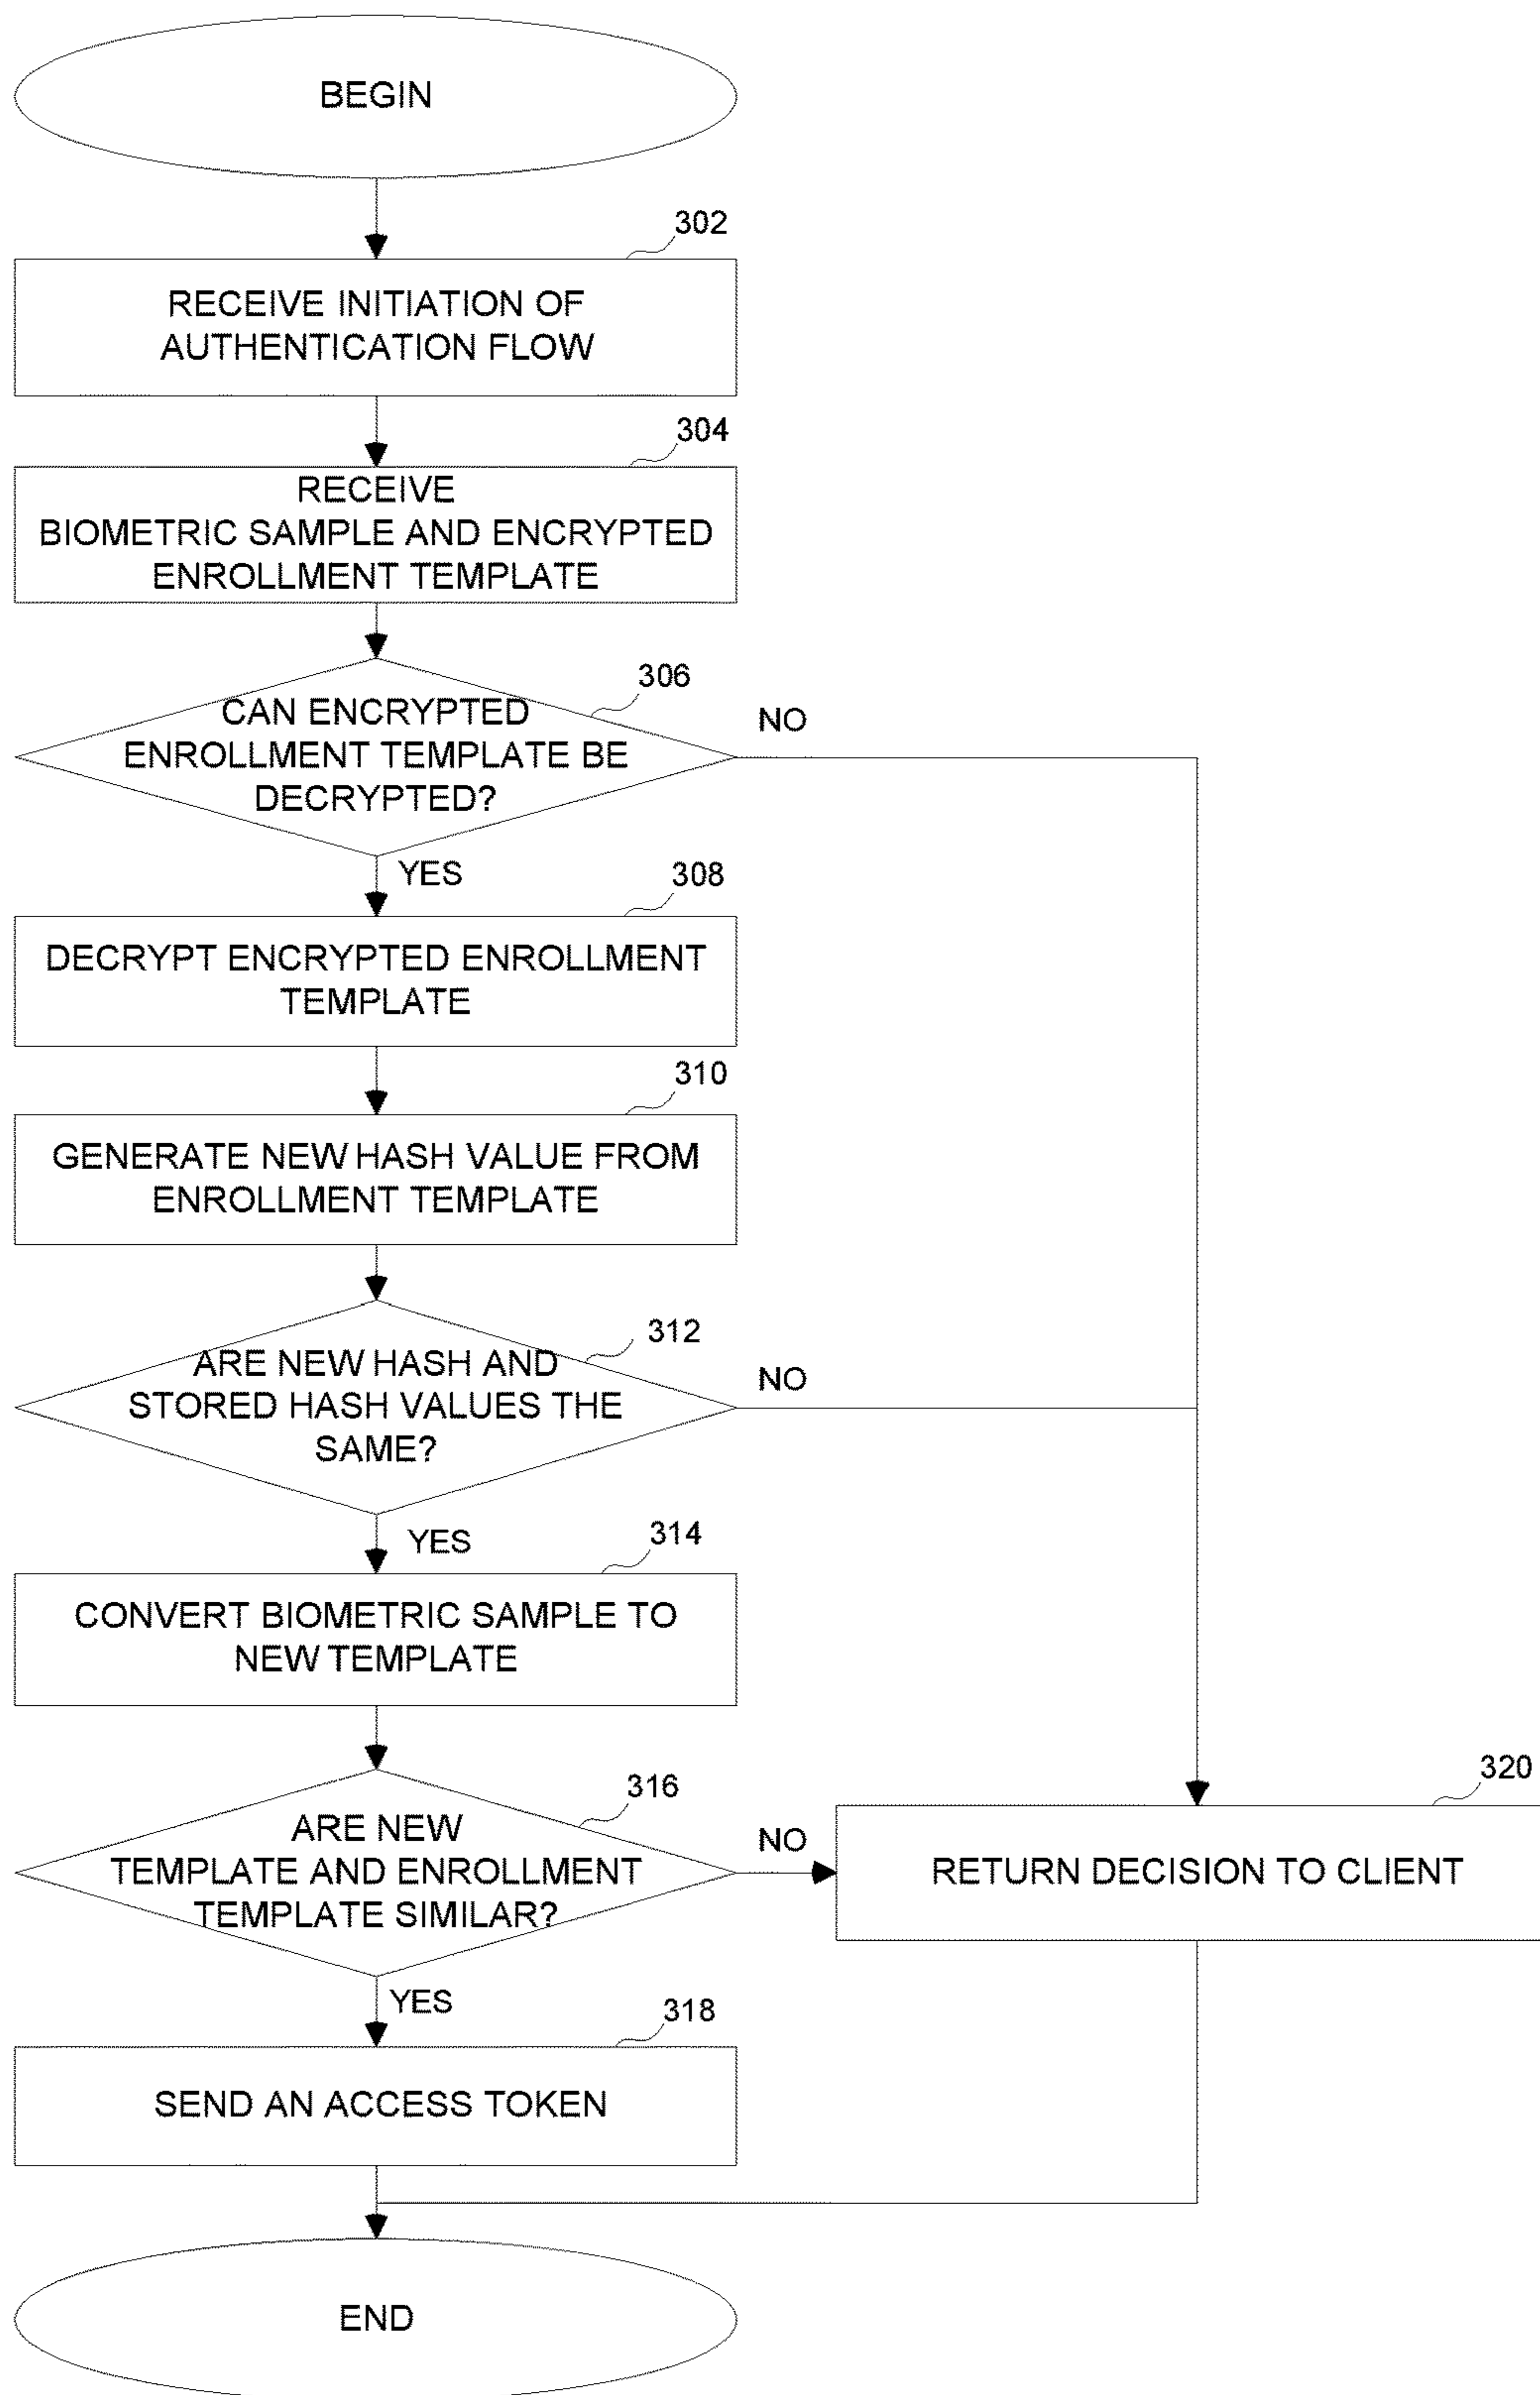 BEGIN
302
RECEIVE INITIATION OF
AUTHENTICATION FLOW
304
RECEIVE
BIOMETRIC SAMPLE AND ENCRYPTED
ENROLLMENT TEMPLATE
306
CAN ENCRYPTED
ENROLLMENT TEMPLATE BE
DECRYPTED?
NO
YES
308
DECRYPT ENCRYPTED ENROLLMENT
TEMPLATE
310
GENERATE NEW HASH VALUE FROM
ENROLLMENT TEMPLATE
312
ARE NEW HASH AND
STORED HASH VALUES THE
SAME?
NO
YES
314
CONVERT BIOMETRIC SAMPLE TO
NEW TEMPLATE
316
ARE NEW
TEMPLATE AND ENROLLMENT
TEMPLATE SIMILAR?
NO
320
RETURN DECISION TO CLIENT
YES
318
SEND AN ACCESS TOKEN
END